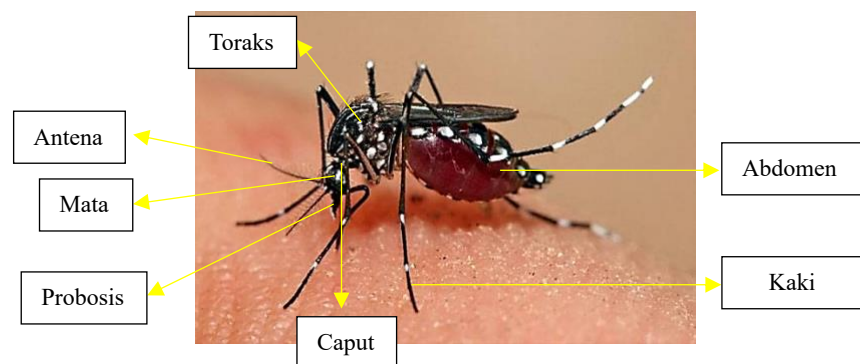 Toraks
Antena
Mata
Probosis
Caput
Abdomen
Kaki